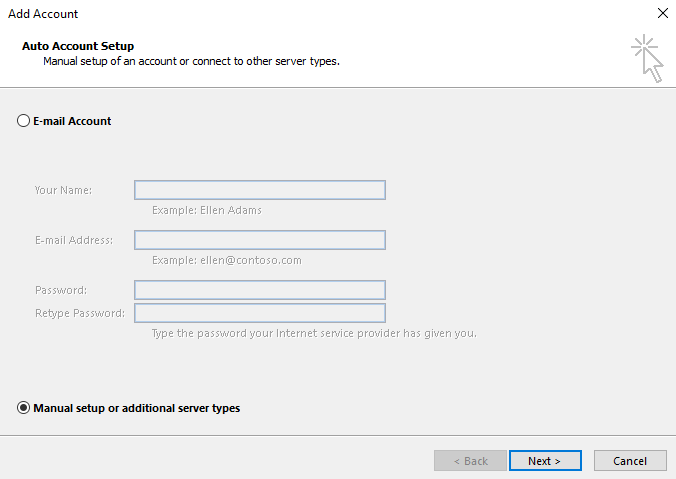 Add Account
Auto Account Setup
Manual setup of an account or connect to other server types.
E-mail Account
Your Name:
Example: Ellen Adams
E-mail Address:
Example: ellen@contoso.com
Password:
Retype Password:
Type the password your Internet service provider has given you.
Manual setup or additional server types
< Back Next > Cancel